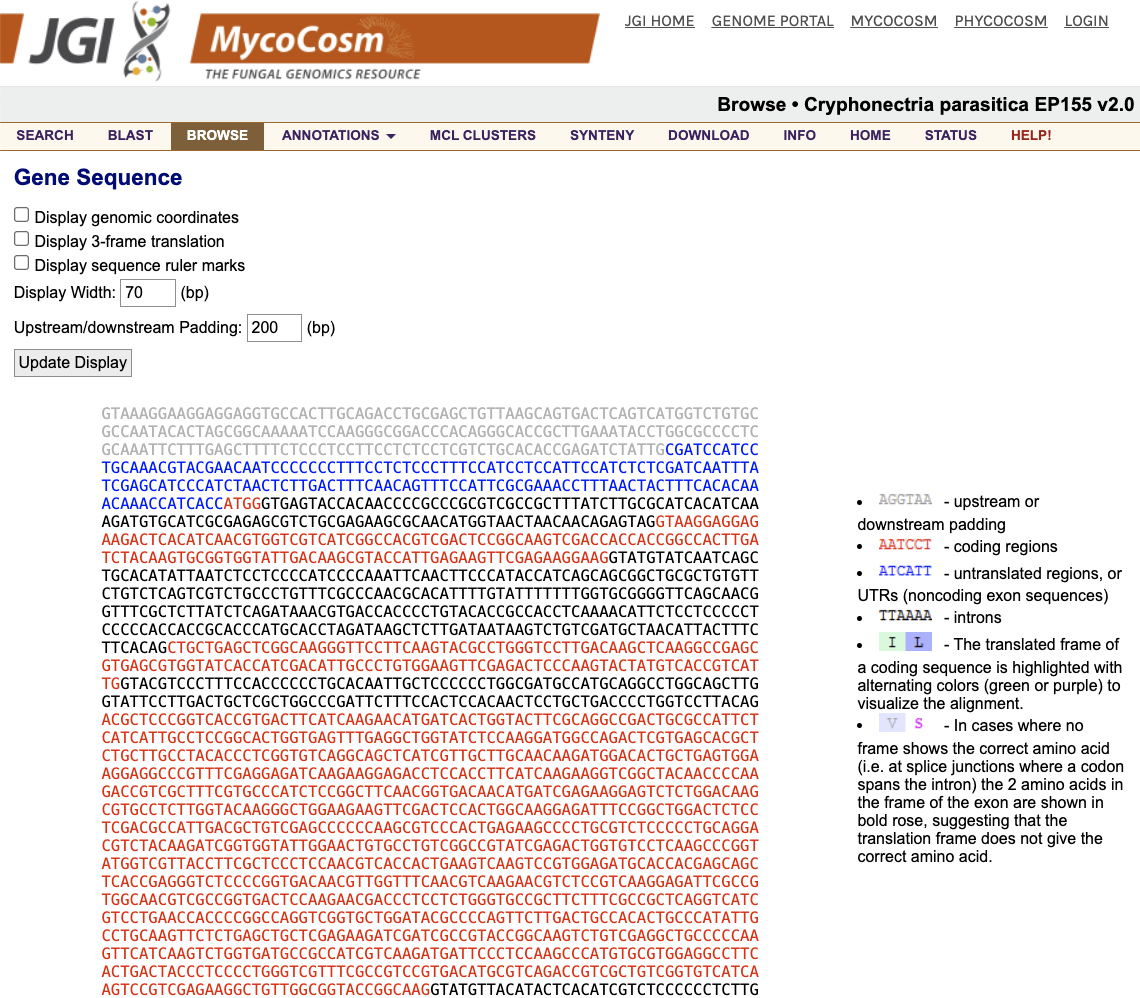 JGI
MycoCosm
THE FUNGAL GENOMICS RESOURCE
JGI HOME GENOME PORTAL MYCOCOSM PHYCOCOSM LOGIN
Browse • Cryphonectria parasitica EP155 v2.0
SEARCH BLAST BROWSE ANNOTATIONS MCL CLUSTERS SYNTENY DOWNLOAD INFO HOME STATUS HELP!
Gene Sequence
Display genomic coordinates
Display 3-frame translation
Display sequence ruler marks
Display Width: 70 (bp)
Upstream/downstream Padding: 200 (bp)
Update Display
GTAAAGGAAGGAGGAGGTGCCACTTGCAGACCTGCGAGCTGTTAAGCAGTGACTCAGTCATGGTCTGTGC
GCCAATACACTAGCGGCAAAAATCCAAGGGCGGACCCACAGGGCACCGCTTGAAATACCTGGCGCCCCTC
GCAAATTCTTTGAGCTTTTCTCCCTCCTTCCTCTCCTCGTCTGCACACCGAGATCTATTGCGATCCATCC
TGCAAACGTACGAACAATCCCCCCCTTTCCTCTCCCTTTCCATCCTCCATTCCATCTCTCGATCAATTTA
TCGAGCATCCCATCTAACTCTTGACTTTCAACAGTTTCCATTCGCGAAACCTTTAACTACTTTCACACAA
ACAAACCATCACCATGGGTGAGTACCACAACCCCGCCCGCGTCGCCGCTTTATCTTGCGCATCACATCAA
AGATGTGCATCGCGAGAGCGTCTGCGAGAAGCGCAACATGGTAACTAACAACAGAGTAGGTAAGGAGGAG
AAGACTCACATCAACGTGGTCGTCATCGGCCACGTCGACTCCGGCAAGTCGACCACCACCGGCCACTTGA
TCTACAAGTGCGGTGGTATTGACAAGCGTACCATTGAGAAGTTCGAGAAGGAAGGTATGTATCAATCAGC
TGCACATATTAATCTCCTCCCCATCCCCAAATTCAACTTCCCATACCATCAGCAGCGGCTGCGCTGTGTT
CTGTCTCAGTCGTCTGCCCTGTTTCGCCCAACGCACATTTTGTATTTTTTTGGTGCGGGGTTCAGCAACG
GTTTCGCTCTTATCTCAGATAAACGTGACCACCCCTGTACACCGCCACCTCAAAACATTCTCCTCCCCCT
CCCCCACCACCGCACCCATGCACCTAGATAAGCTCTTGATAATAAGTCTGTCGATGCTAACATTACTTTC
TTCACAGCTGCTGAGCTCGGCAAGGGTTCCTTCAAGTACGCCTGGGTCCTTGACAAGCTCAAGGCCGAGC
GTGAGCGTGGTATCACCATCGACATTGCCCTGTGGAAGTTCGAGACTCCCAAGTACTATGTCACCGTCAT
TGGTACGTCCCTTTCCACCCCCCTGCACAATTGCTCCCCCCTGGCGATGCCATGCAGGCCTGGCAGCTTG
GTATTCCTTGACTGCTCGCTGGCCCGATTCTTTCCACTCCACAACTCCTGCTGACCCCTGGTCCTTACAG
ACGCTCCCGGTCACCGTGACTTCATCAAGAACATGATCACTGGTACTTCGCAGGCCGACTGCGCCATTCT
CATCATTGCCTCCGGCACTGGTGAGTTTGAGGCTGGTATCTCCAAGGATGGCCAGACTCGTGAGCACGCT
CTGCTTGCCTACACCCTCGGTGTCAGGCAGCTCATCGTTGCTTGCAACAAGATGGACACTGCTGAGTGGA
AGGAGGCCCGTTTCGAGGAGATCAAGAAGGAGACCTCCACCTTCATCAAGAAGGTCGGCTACAACCCCAA
GACCGTCGCTTTCGTGCCCATCTCCGGCTTCAACGGTGACAACATGATCGAGAAGGAGTCTCTGGACAAG
CGTGCCTCTTGGTACAAGGGCTGGAAGAAGTTCGACTCCACTGGCAAGGAGATTTCCGGCTGGACTCTCC
TCGACGCCATTGACGCTGTCGAGCCCCCCAAGCGTCCCACTGAGAAGCCCCTGCGTCTCCCCCTGCAGGA
CGTCTACAAGATCGGTGGTATTGGAACTGTGCCTGTCGGCCGTATCGAGACTGGTGTCCTCAAGCCCGGT
ATGGTCGTTACCTTCGCTCCCTCCAACGTCACCACTGAAGTCAAGTCCGTGGAGATGCACCACGAGCAGC
TCACCGAGGGTCTCCCCGGTGACAACGTTGGTTTCAACGTCAAGAACGTCTCCGTCAAGGAGATTCGCCG
TGGCAACGTCGCCGGTGACTCCAAGAACGACCCTCCTCTGGGTGCCGCTTCTTTCGCCGCTCAGGTCATC
GTCCTGAACCACCCCGGCCAGGTCGGTGCTGGATACGCCCCAGTTCTTGACTGCCACACTGCCCATATTG
CCTGCAAGTTCTCTGAGCTGCTCGAGAAGATCGATCGCCGTACCGGCAAGTCTGTCGAGGCTGCCCCCAA
GTTCATCAAGTCTGGTGATGCCGCCATCGTCAAGATGATTCCCTCCAAGCCCATGTGCGTGGAGGCCTTC
ACTGACTACCCTCCCCTGGGTCGTTTCGCCGTCCGTGACATGCGTCAGACCGTCGCTGTCGGTGTCATCA
AGTCCGTCGAGAAGGCTGTTGGCGGTACCGGCAAGGTATGTTACATACTCACATCGTCTCCCCCCTCTTG
AGGTAA - upstream or
downstream padding
AATCCT - coding regions
ATCATT - untranslated regions, or
UTRs (noncoding exon sequences)
TTAAAA - introns
I L - The translated frame of
a coding sequence is highlighted with
alternating colors (green or purple) to
visualize the alignment.
V S - In cases where no
frame shows the correct amino acid
(i.e. at splice junctions where a codon
spans the intron) the 2 amino acids in
the frame of the exon are shown in
bold rose, suggesting that the
translation frame does not give the
correct amino acid.